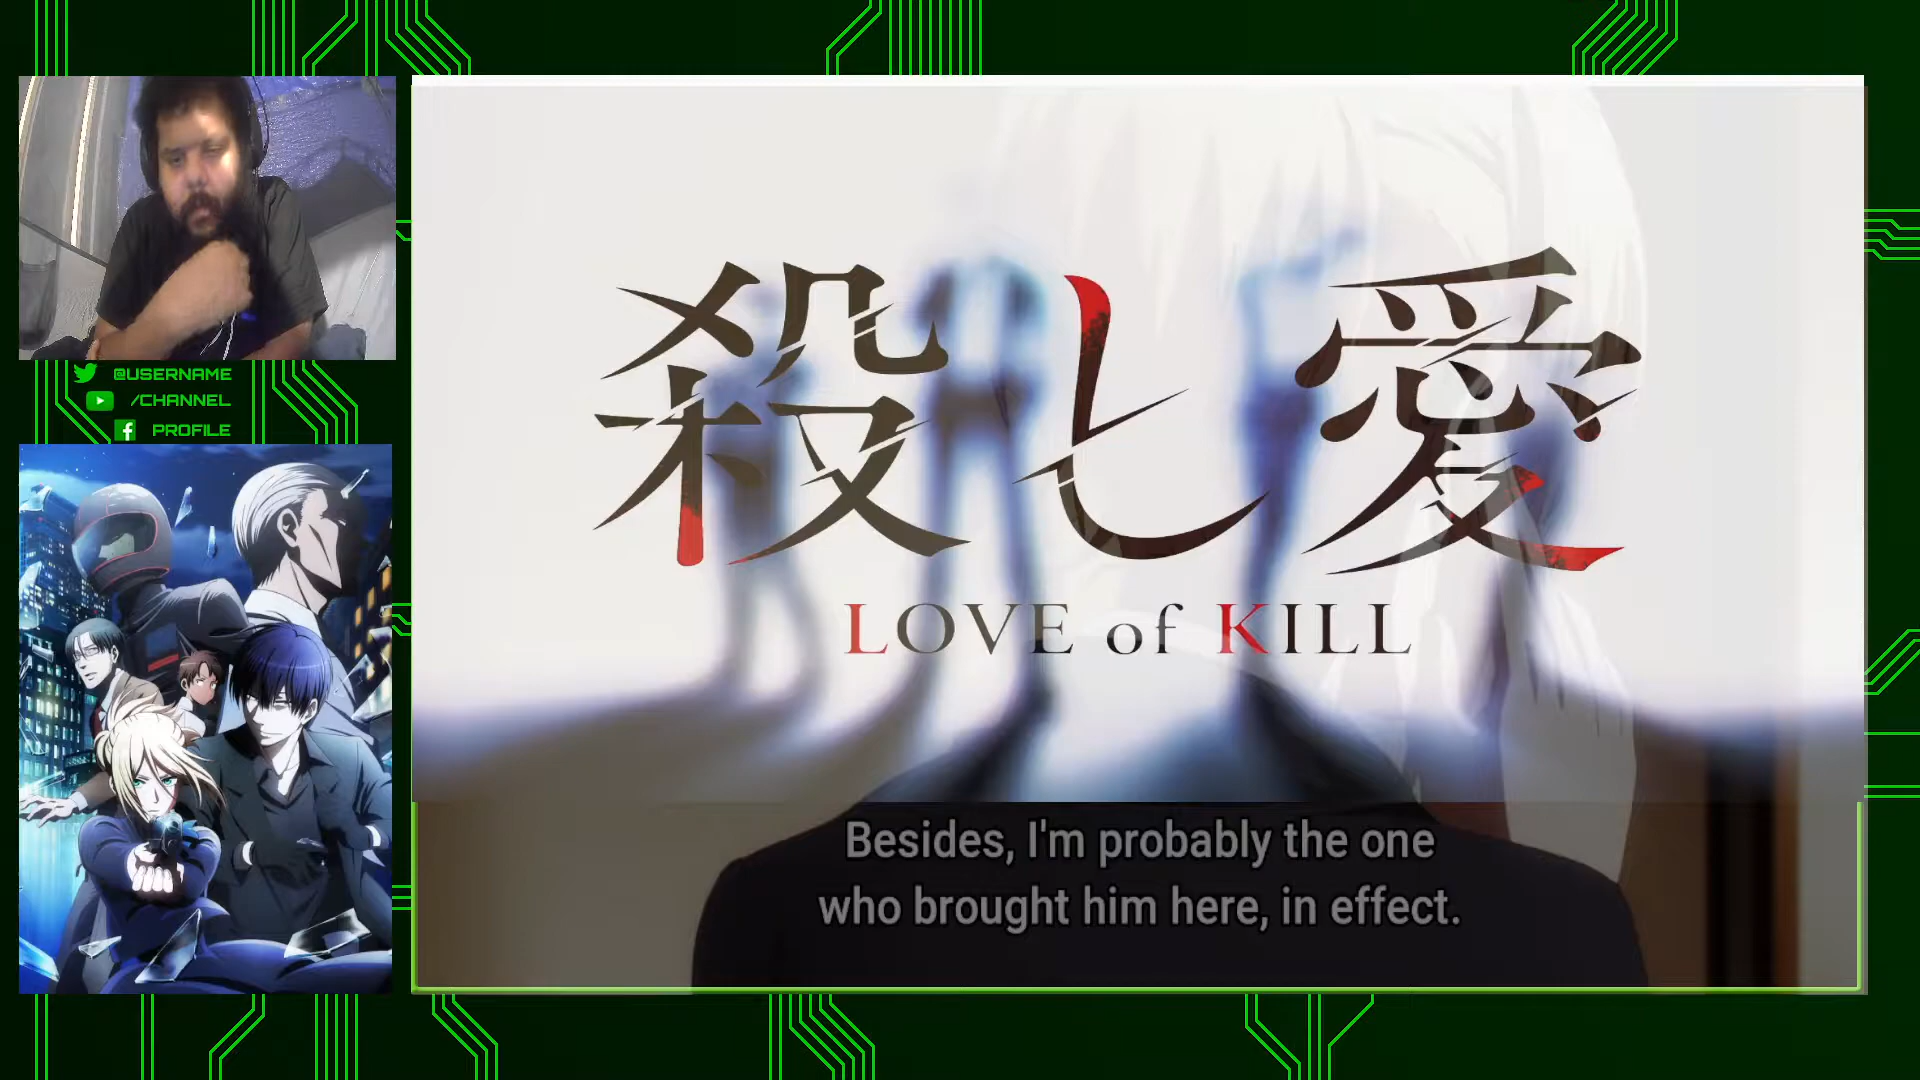 @USERNAME
/CHANNEL
PROFILE
殺し愛
LOVE of KILL
Besides, I'm probably the one
who brought him here, in effect.